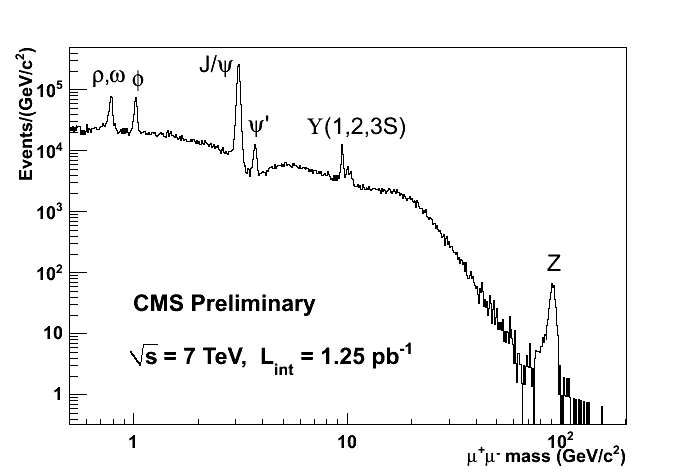 Events/(GeV/c²)
10⁵
10⁴
10³
10²
10
1
ρ,ω
ϕ
J/ψ
ψ'
Υ(1,2,3S)
Z
CMS Preliminary
√s = 7 TeV, L_int = 1.25 pb⁻¹
1
10
10²
μ⁺μ⁻ mass (GeV/c²)